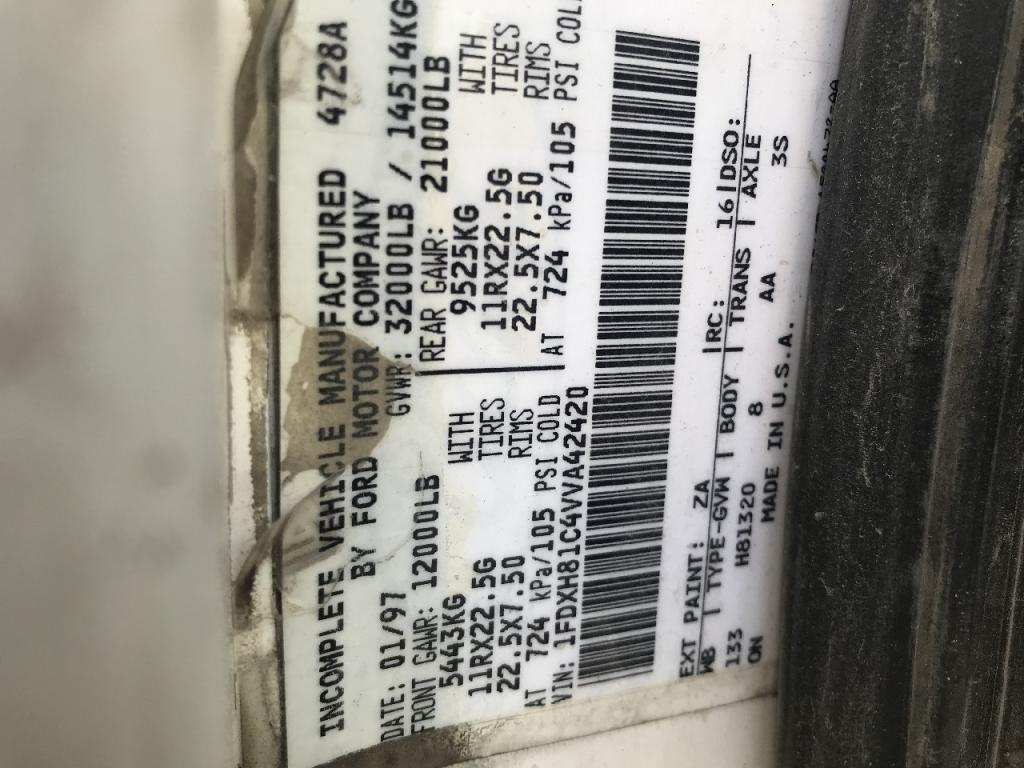 INCOMPLETE VEHICLE MANUFACTURED 4728A
BY FORD MOTOR COMPANY
DATE: 01/97 GVWR: 32000LB / 14514KG
FRONT GAWR: 12000LB REAR GAWR: 21000LB
5443KG WITH 9525KG WITH
11RX22.5G TIRES 11RX22.5G TIRES
22.5X7.50 RIMS 22.5X7.50 RIMS
AT 724 kPa/105 PSI COLD AT 724 kPa/105 PSI COL
VIN: 1FDXH81C4VVA42420
EXT PAINT: ZA RC: 16 DSO:
WB | TYPE-GVW | BODY | TRANS | AXLE
133 H81320 8 AA 3S
ON MADE IN U.S.A.